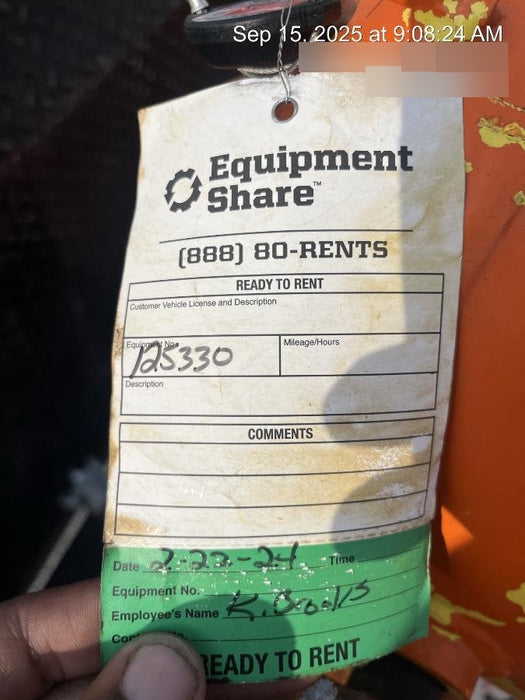 Sep 15, 2025 at 9:08:24 AM
Equipment
Share™
(888) 80-RENTS
READY TO RENT
Customer Vehicle License and Description
Equipment No. Mileage/Hours
125330
Description
COMMENTS
Date 2-22-24 Time
Equipment No.
Employee's Name K. Brooks
READY TO RENT